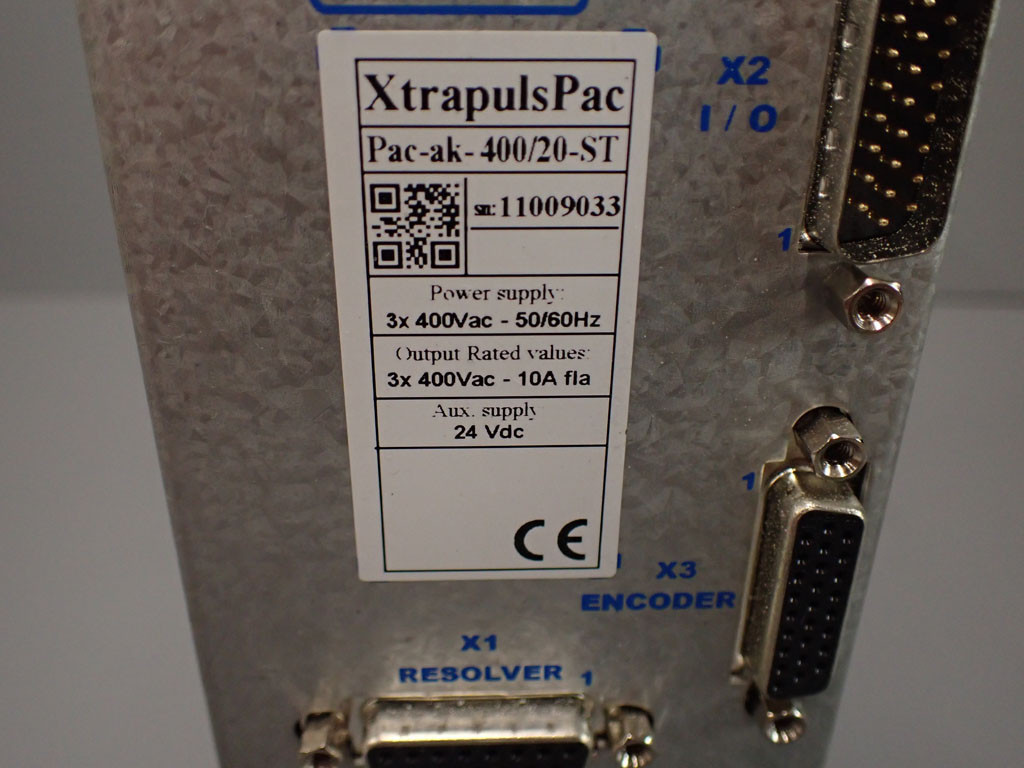 XtrapulsPac
Pac-ak-400/20-ST
sn:11009033
Power supply:
3x 400Vac - 50/60Hz
Output Rated values:
3x 400Vac - 10A fla
Aux. supply
24 Vdc
CE
X2
I / O
1
1
X3
ENCODER
X1
RESOLVER 1